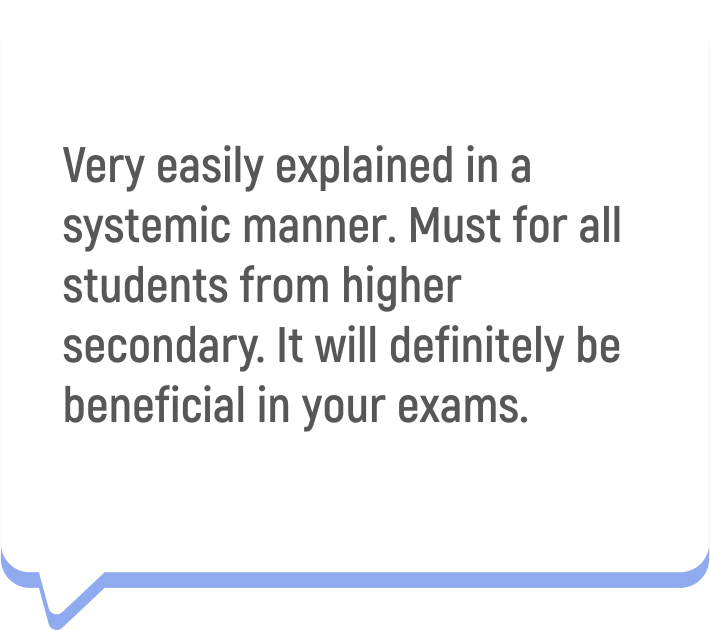 Very easily explained in a
systemic manner. Must for all
students from higher
secondary. It will definitely be
beneficial in your exams.